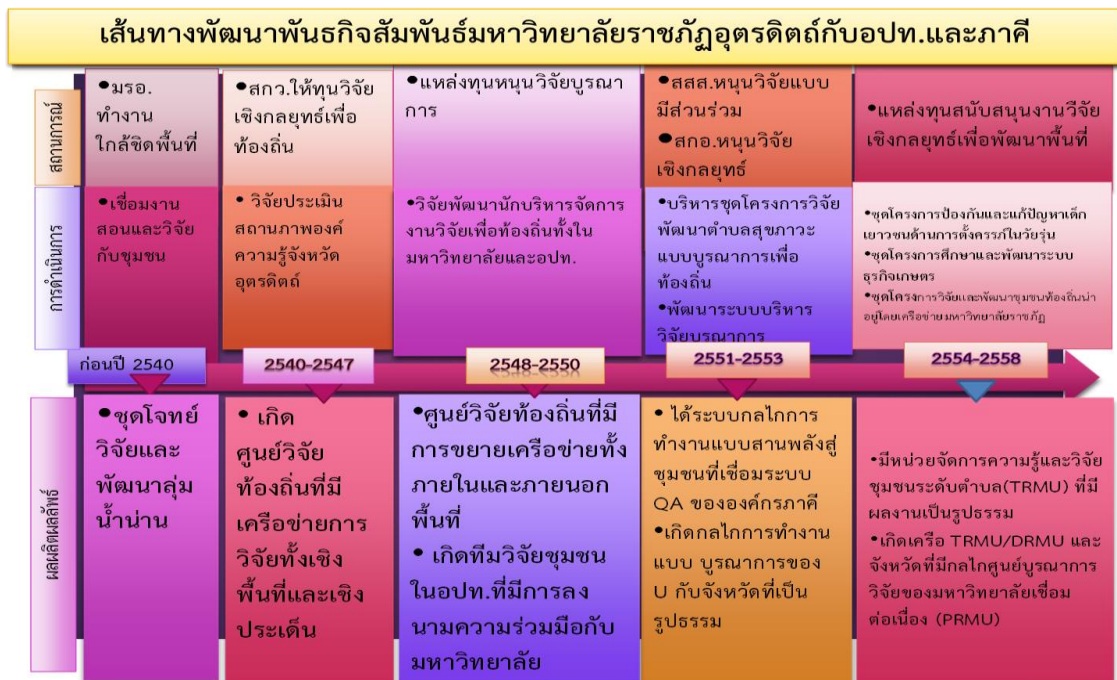 เส้นทางพัฒนาพันธกิจสัมพันธ์มหาวิทยาลัยราชภัฏอุตรดิตถ์กับอปท.และภาคี
สถานการณ์
•มรอ.
ทำงาน
ใกล้ชิดพื้นที่
•สกว.ให้ทุนวิจัย
เชิงกลยุทธ์เพื่อ
ท้องถิ่น
•แหล่งทุนหนุนวิจัยบูรณา
การ
•สสส.หนุนวิจัยแบบ
มีส่วนร่วม
•สกอ.หนุนวิจัย
เชิงกลยุทธ์
•แหล่งทุนสนับสนุนงานวิจัย
เชิงกลยุทธ์เพื่อพัฒนาพื้นที่
การดำเนินการ
•เชื่อมงาน
สอนและวิจัย
กับชุมชน
• วิจัยประเมิน
สถานภาพองค์
ความรู้จังหวัด
อุตรดิตถ์
•วิจัยพัฒนานักบริหารจัดการ
งานวิจัยเพื่อท้องถิ่นทั้งใน
มหาวิทยาลัยและอปท.
•บริหารชุดโครงการวิจัย
พัฒนาตำบลสุขภาวะ
แบบบูรณาการเพื่อ
ท้องถิ่น
•พัฒนาระบบบริหาร
วิจัยบูรณาการ
•ชุดโครงการป้องกันและแก้ปัญหาเด็ก
เยาวชนด้านการตั้งครรภ์ในวัยรุ่น
•ชุดโครงการศึกษาและพัฒนาระบบ
ธุรกิจเกษตร
•ชุดโครงการวิจัยและพัฒนาชุมชนท้องถิ่นน่า
อยู่โดยเครือข่ายมหาวิทยาลัยราชภัฏ
ก่อนปี 2540
2540-2547
2548-2550
2551-2553
2554-2558
ผลผลิตผลลัพธ์
•ชุดโจทย์
วิจัยและ
พัฒนาลุ่ม
น้ำน่าน
• เกิด
ศูนย์วิจัย
ท้องถิ่นที่มี
เครือข่ายการ
วิจัยทั้งเชิง
พื้นที่และเชิง
ประเด็น
•ศูนย์วิจัยท้องถิ่นที่มี
การขยายเครือข่ายทั้ง
ภายในและภายนอก
พื้นที่
• เกิดทีมวิจัยชุมชน
ในอปท.ที่มีการลง
นามความร่วมมือกับ
มหาวิทยาลัย
• ได้ระบบกลไกการ
ทำงานแบบสานพลังสู่
ชุมชนที่เชื่อมระบบ
QA ขององค์กรภาคี
•เกิดกลไกการทำงาน
แบบ บูรณาการของ
U กับจังหวัดที่เป็น
รูปธรรม
•มีหน่วยจัดการความรู้และวิจัย
ชุมชนระดับตำบล(TRMU) ที่มี
ผลงานเป็นรูปธรรม
•เกิดเครือ TRMU/DRMU และ
จังหวัดที่มีกลไกศูนย์บูรณาการ
วิจัยของมหาวิทยาลัยเชื่อม
ต่อเนื่อง (PRMU)